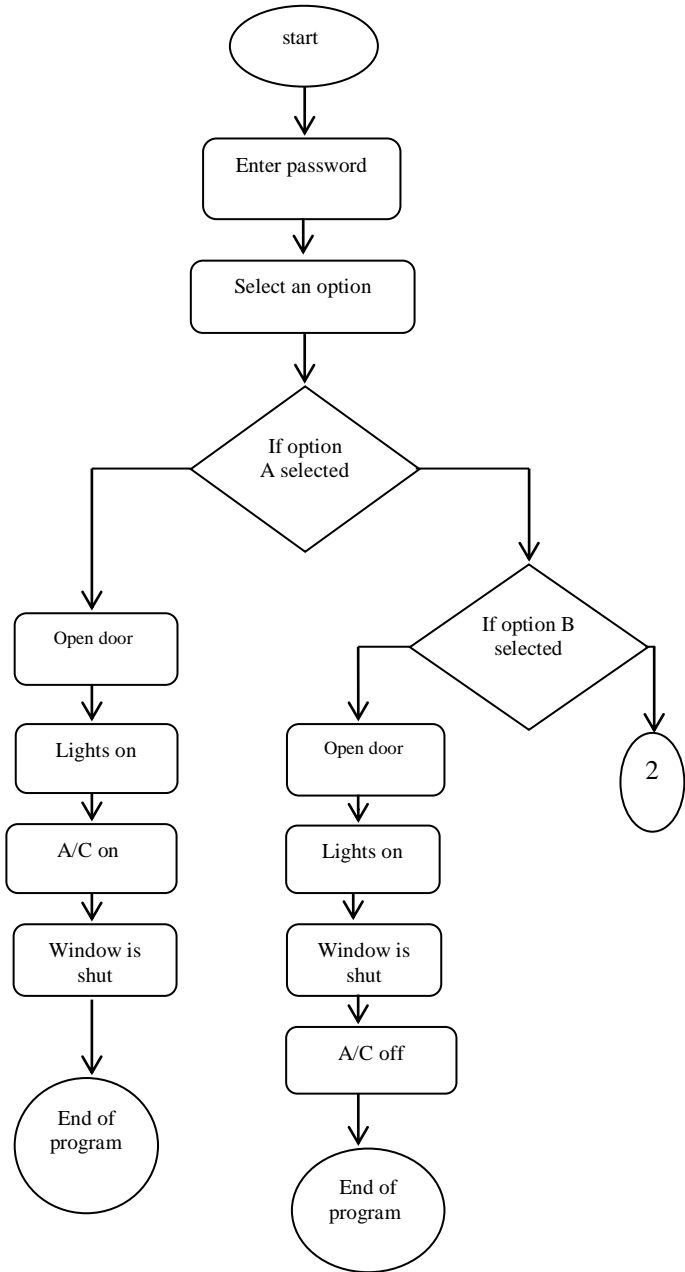 start
Enter password
Select an option
If option
A selected
Open door
Lights on
A/C on
Window is
shut
End of
program
If option B
selected
Open door
Lights on
Window is
shut
A/C off
End of
program
2